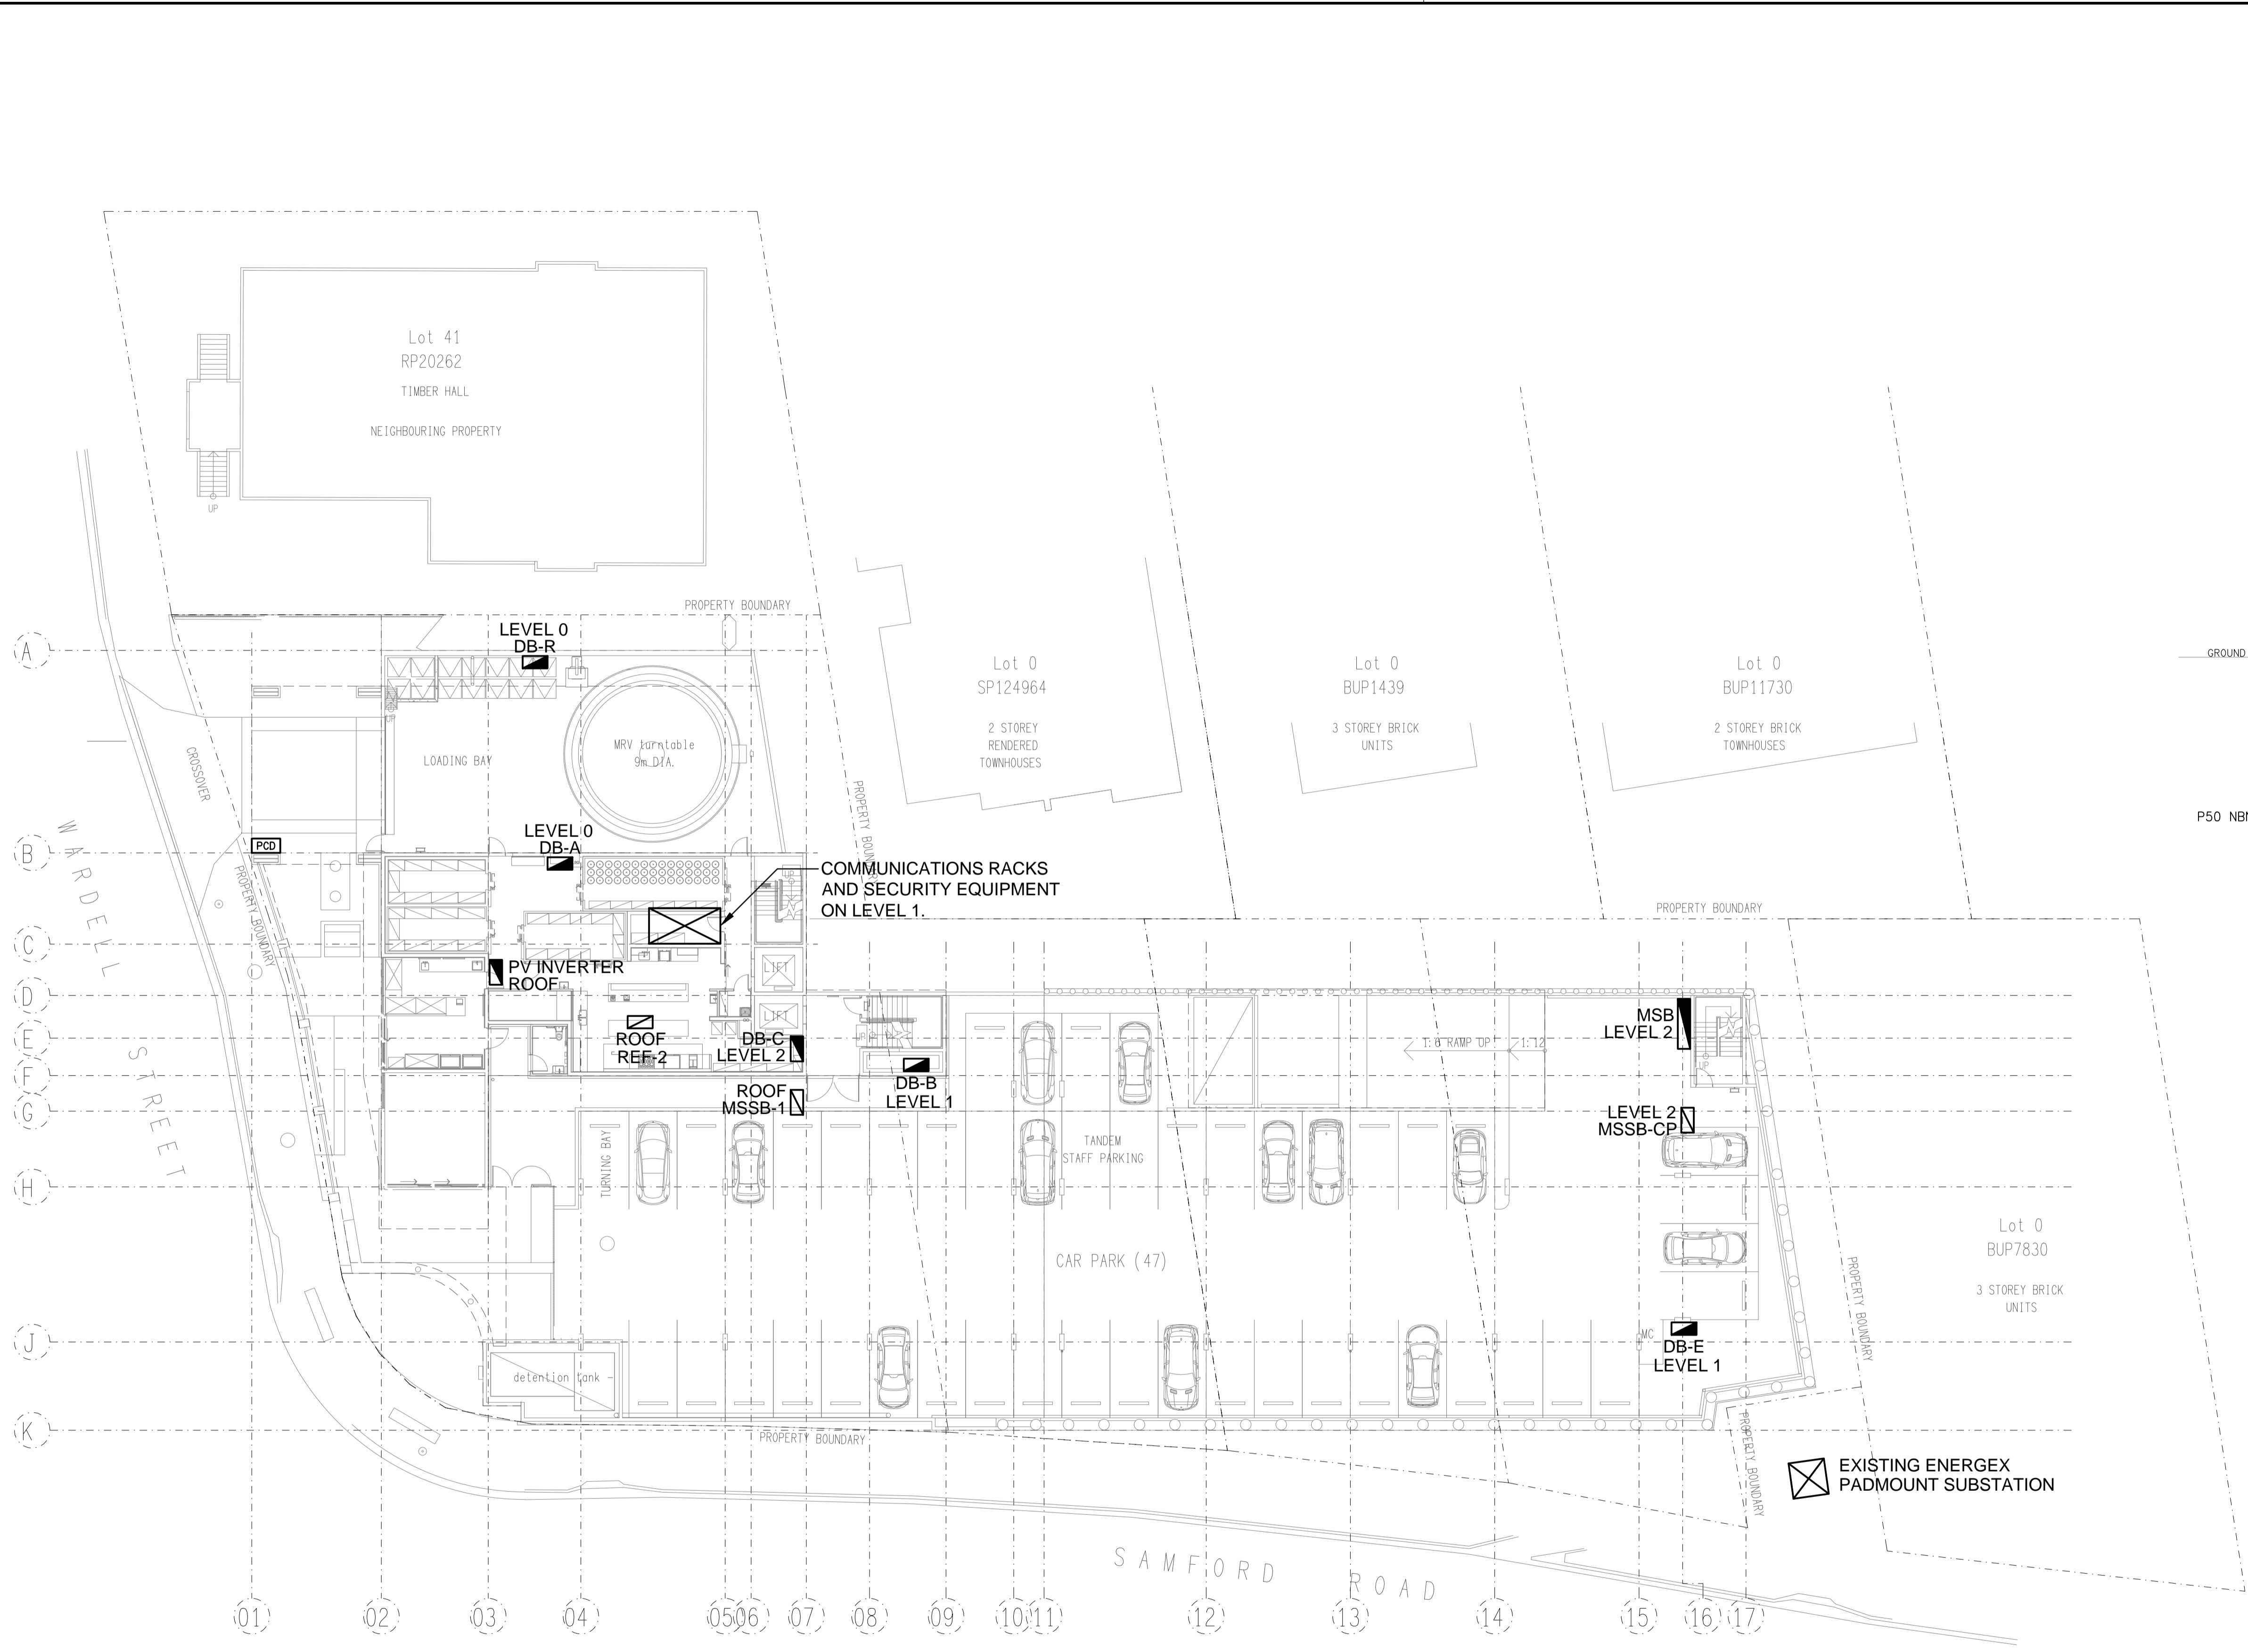 Lot 41
RP20262
TIMBER HALL
NEIGHBOURING PROPERTY
UP
PROPERTY BOUNDARY
LEVEL 0
DB-R
A
UP
LOADING BAY
MRV turntable
9m DIA.
CROSSOVER
WARDELL STREET
PROPERTY BOUNDARY
Lot 0
SP124964
2 STOREY
RENDERED
TOWNHOUSES
Lot 0
BUP1439
3 STOREY BRICK
UNITS
Lot 0
BUP11730
2 STOREY BRICK
TOWNHOUSES
GROUND
P50 NB
LEVEL 0
DB-A
PCD
B
COMMUNICATIONS RACKS
AND SECURITY EQUIPMENT
ON LEVEL 1.
UP
PROPERTY BOUNDARY
PROPERTY BOUNDARY
C
PV INVERTER
ROOF
LIFT
D
LIFT
E
ROOF
REF-2
DB-C
LEVEL 2
UP
1:6 RAMP UP
1:12
MSB
LEVEL 2
UP
F
DB-B
LEVEL 1
ROOF
MSSB-1
G
LEVEL 2
MSSB-CP
TURNING BAY
TANDEM
STAFF PARKING
H
CAR PARK (47)
Lot 0
BUP7830
3 STOREY BRICK
UNITS
PROPERTY BOUNDARY
J
MC
DB-E
LEVEL 1
detention tank
K
PROPERTY BOUNDARY
PROPERTY BOUNDARY
EXISTING ENERGEX
PADMOUNT SUBSTATION
SAMFORD ROAD
01 02 03 04 05 06 07 08 09 10 11 12 13 14 15 16 17